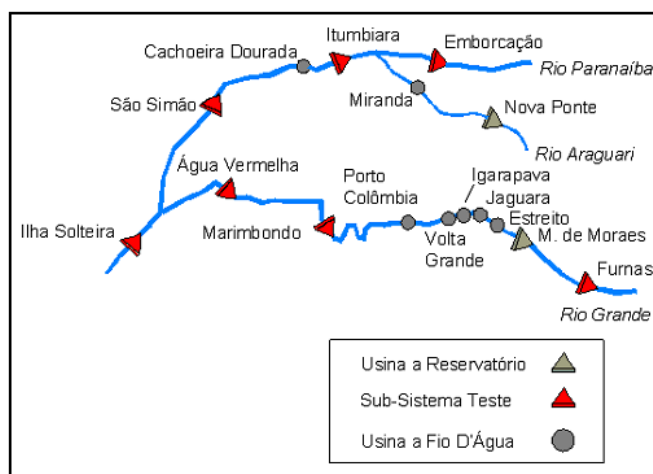 Itumbiara
Emborcação
Cachoeira Dourada
Rio Paranaíba
São Simão
Miranda
Nova Ponte
Rio Araguari
Água Vermelha
Porto
Colômbia
Igarapava
Jaguara
Estreito
Ilha Solteira
Marimbondo
Volta
Grande
M. de Moraes
Furnas
Rio Grande
Usina a Reservatório
Sub-Sistema Teste
Usina a Fio D'Água